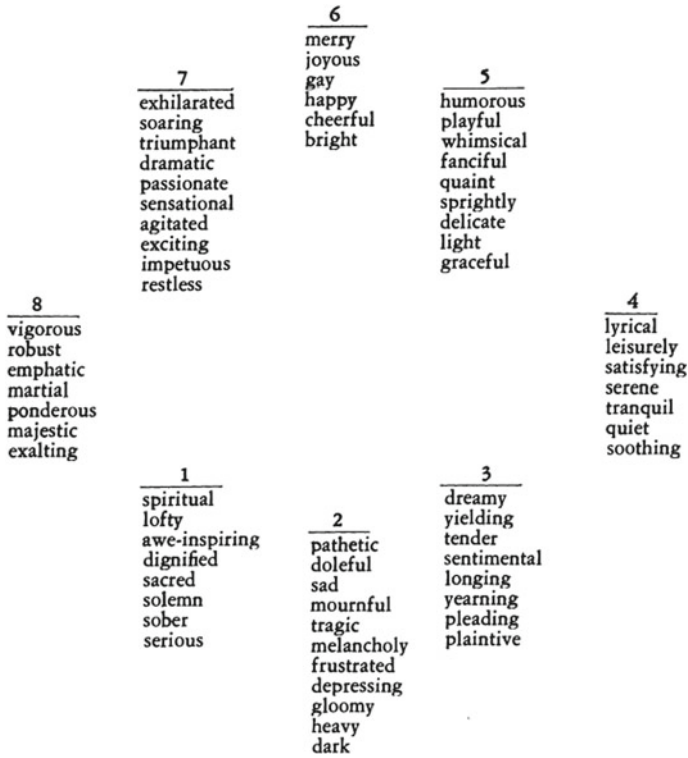 6
merry
joyous
gay
happy
cheerful
bright
7
exhilarated
soaring
triumphant
dramatic
passionate
sensational
agitated
exciting
impetuous
restless
5
humorous
playful
whimsical
fanciful
quaint
sprightly
delicate
light
graceful
8
vigorous
robust
emphatic
martial
ponderous
majestic
exalting
4
lyrical
leisurely
satisfying
serene
tranquil
quiet
soothing
1
spiritual
lofty
awe-inspiring
dignified
sacred
solemn
sober
serious
2
pathetic
doleful
sad
mournful
tragic
melancholy
frustrated
depressing
gloomy
heavy
dark
3
dreamy
yielding
tender
sentimental
longing
yearning
pleading
plaintive